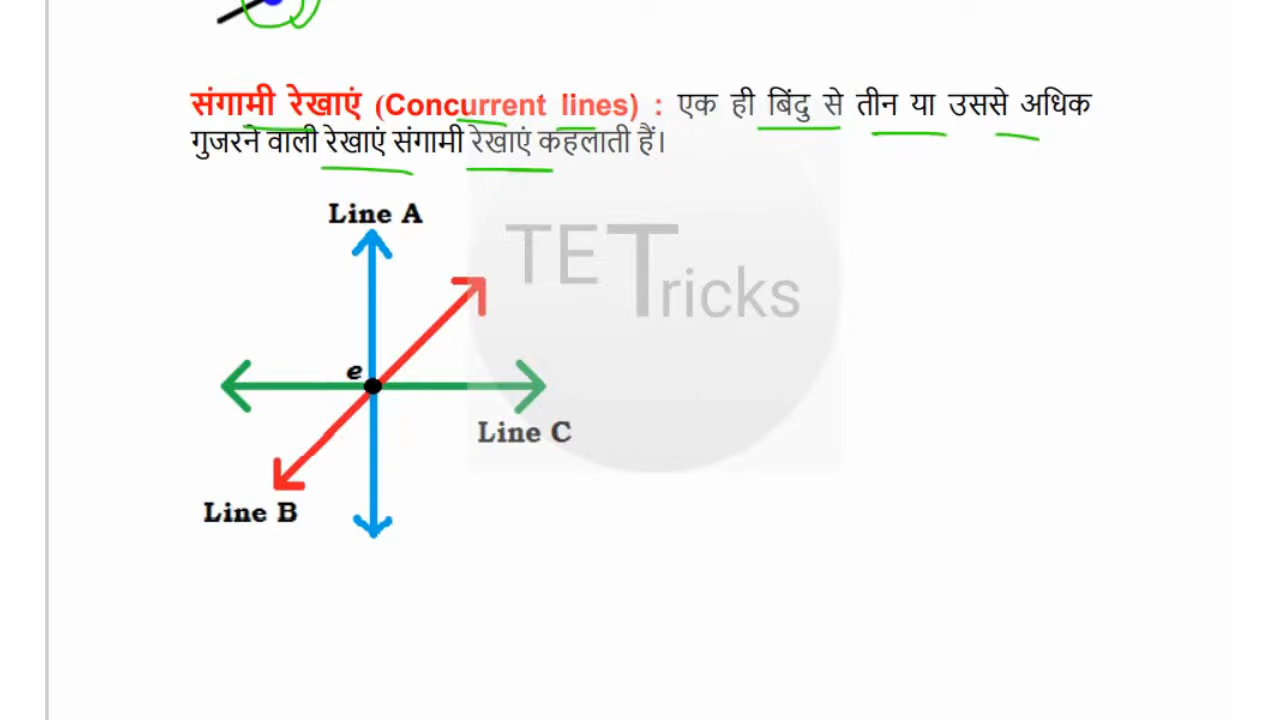 संगामी रेखाएं (Concurrent lines) : एक ही बिंदु से तीन या उससे अधिक
गुजरने वाली रेखाएं संगामी रेखाएं कहलाती हैं।
Line A
TETricks
e
Line C
Line B